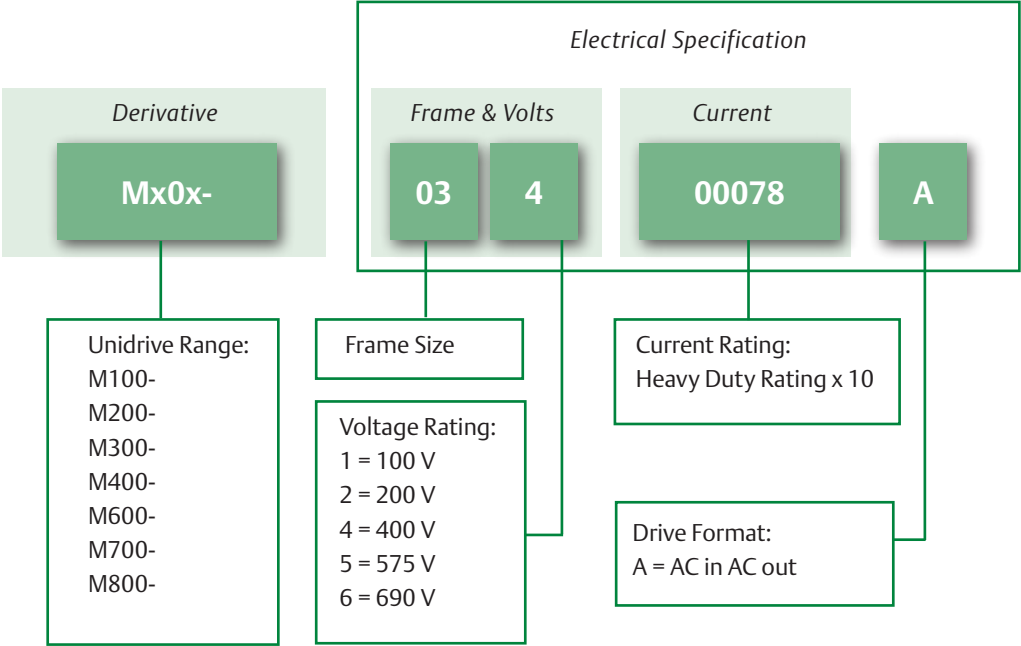 Electrical Specification
Derivative
Frame & Volts
Current
Mx0x-
03
4
00078
A
Unidrive Range:
M100-
M200-
M300-
M400-
M600-
M700-
M800-
Frame Size
Voltage Rating:
1 = 100 V
2 = 200 V
4 = 400 V
5 = 575 V
6 = 690 V
Current Rating:
Heavy Duty Rating x 10
Drive Format:
A = AC in AC out